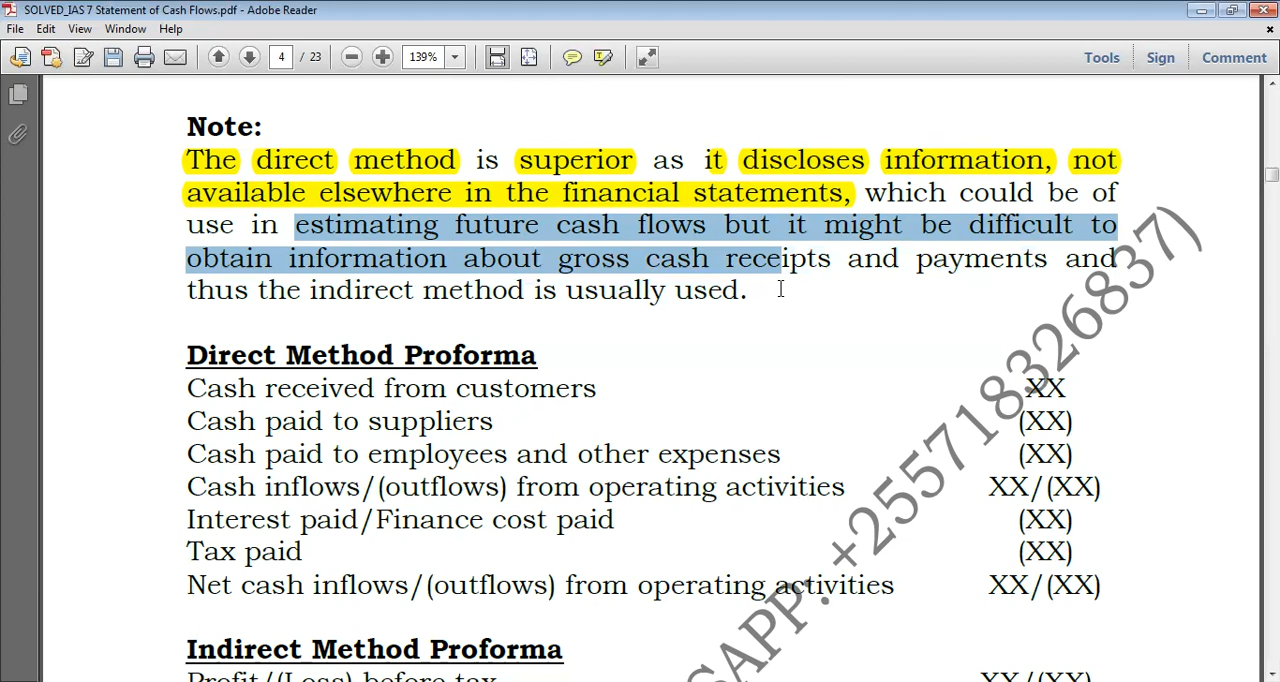 SOLVED_IAS 7 Statement of Cash Flows.pdf - Adobe Reader
File Edit View Window Help
4 / 23 139% Tools Sign Comment
Note:
The direct method is superior as it discloses information, not
available elsewhere in the financial statements, which could be of
use in estimating future cash flows but it might be difficult to
obtain information about gross cash receipts and payments and
thus the indirect method is usually used.
Direct Method Proforma
Cash received from customers XX
Cash paid to suppliers (XX)
Cash paid to employees and other expenses (XX)
Cash inflows/(outflows) from operating activities XX/(XX)
Interest paid/Finance cost paid (XX)
Tax paid (XX)
Net cash inflows/(outflows) from operating activities XX/(XX)
Indirect Method Proforma
Profit/(Loss) before tax XX/(XX)
SAPP: +255718326837)